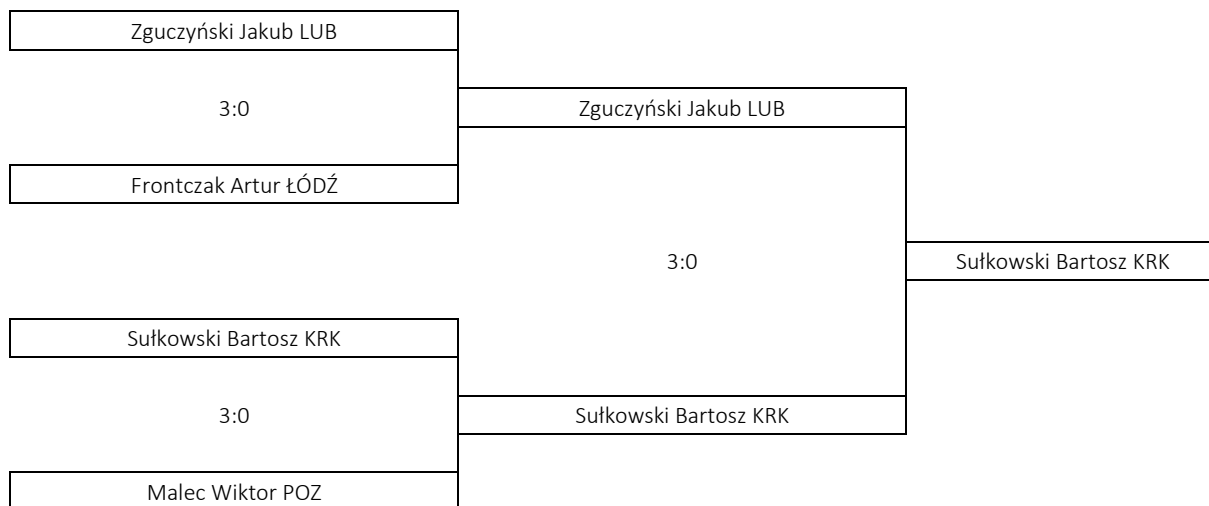 Zguczyński Jakub LUB
3:0
Zguczyński Jakub LUB
Frontczak Artur ŁÓDŹ
3:0
Sułkowski Bartosz KRK
Sułkowski Bartosz KRK
3:0
Sułkowski Bartosz KRK
Malec Wiktor POZ